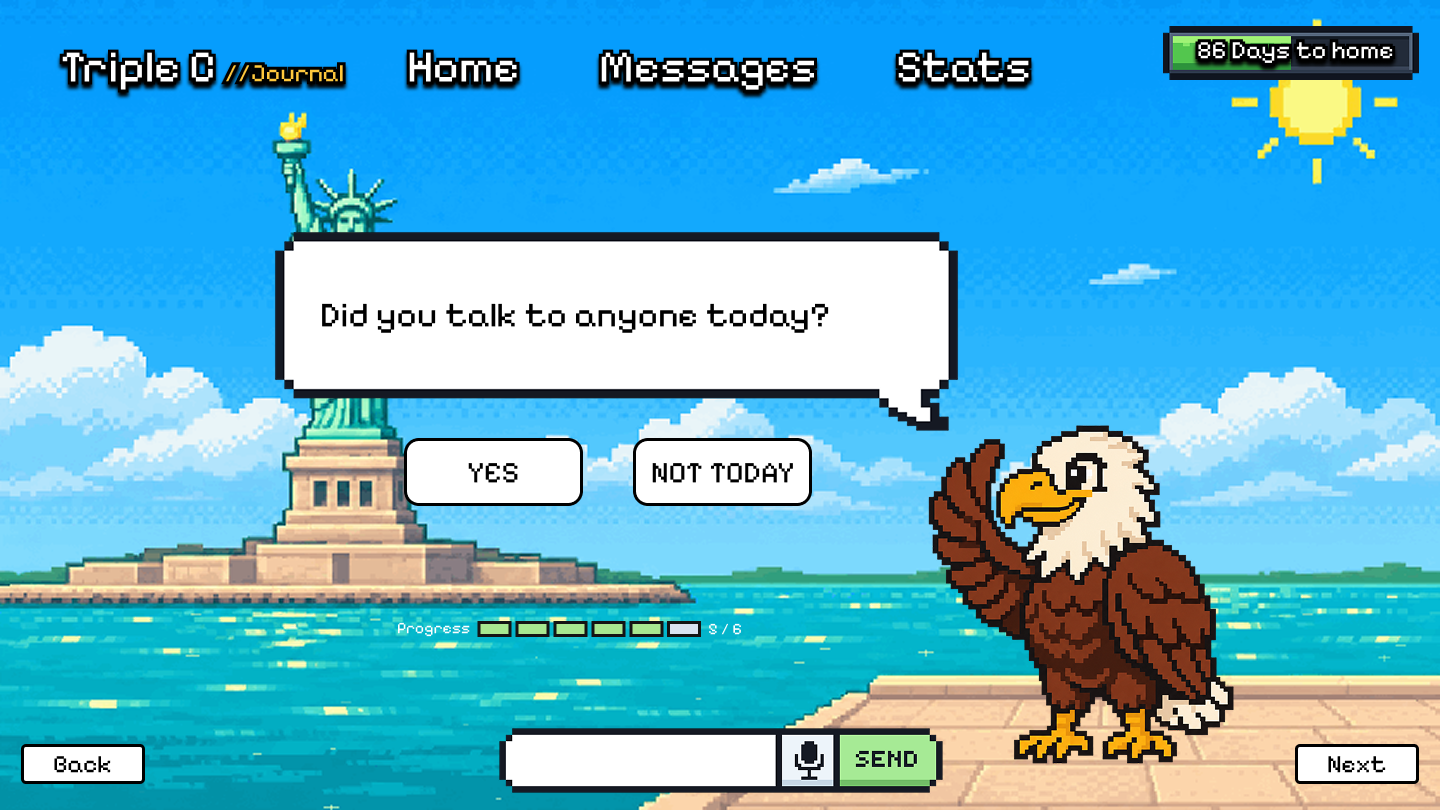 Triple C //Journal
Home
Messages
Stats
86 Days to home
Did you talk to anyone today?
YES
NOT TODAY
Progress
5 / 6
Back
SEND
Next